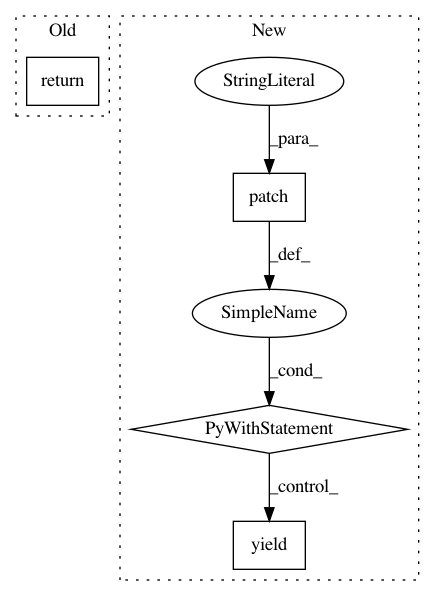 Old
New
return
StringLiteral
_para_
patch
_def_
SimpleName
_cond_
PyWithStatement
_control_
yield